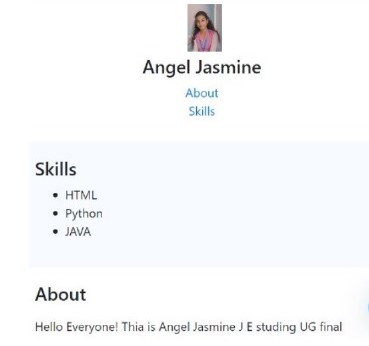 Angel Jasmine
About
Skills
Skills
HTML
Python
JAVA
About
Hello Everyone! Thia is Angel Jasmine J E studing UG final